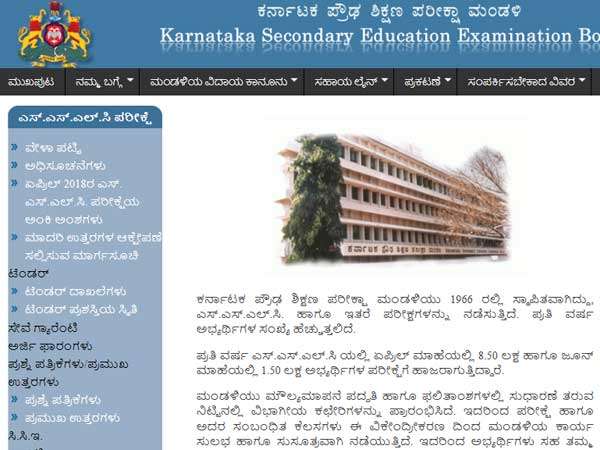 ಕರ್ನಾಟಕ ಪ್ರೌಢ ಶಿಕ್ಷಣ ಪರೀಕ್ಷಾ ಮಂಡಳಿ
Karnataka Secondary Education Examination Bo
ಮುಖಪುಟ ನಮ್ಮ ಬಗ್ಗೆ ಮಂಡಳಿಯ ವಿದಾಯ ಕಾನೂನು ಸಹಾಯ ಲೈನ್ ಪ್ರಕಟಣೆ ಸಂಪರ್ಕಿಸಬೇಕಾದ ವಿವರ
ಎಸ್.ಎಸ್.ಎಲ್.ಸಿ ಪರೀಕ್ಷೆ
ವೇಳಾ ಪಟ್ಟಿ
ಅಧಿಸೂಚನೆಗಳು
ಏಪ್ರಿಲ್ 2018ರ ಎಸ್.
ಎಸ್.ಎಲ್.ಸಿ. ಪರೀಕ್ಷೆಯ
ಅಂಕಿ ಅಂಶಗಳು
ಮಾದರಿ ಉತ್ತರಗಳ ಆಕ್ಷೇಪಣೆ
ಸಲ್ಲಿಸುವ ಮಾರ್ಗಸೂಚಿ
ಟೆಂಡರ್
ಟೆಂಡರ್ ದಾಖಲೆಗಳು
ಟೆಂಡರ್ ಪ್ರಶಸ್ತಿಯ ಸ್ಥಿತಿ
ಸೇವೆ ಗ್ಯಾರೆಂಟಿ
ಅರ್ಜಿ ಫಾರಂಗಳು
ಪ್ರಶ್ನೆ ಪತ್ರಿಕೆಗಳು/ಪ್ರಮುಖ
ಉತ್ತರಗಳು
ಪ್ರಶ್ನೆ ಪತ್ರಿಕೆಗಳು
ಪ್ರಮುಖ ಉತ್ತರಗಳು
ಸಿ.ಸಿ.ಇ.
ಕರ್ನಾಟಕ ಪ್ರೌಢ ಶಿಕ್ಷಣ ಪರೀಕ್ಷಾ ಮಂಡಳಿಯು 1966 ರಲ್ಲಿ ಸ್ಥಾಪಿತವಾಗಿದ್ದು,
ಎಸ್.ಎಸ್.ಎಲ್.ಸಿ. ಹಾಗೂ ಇತರೆ ಪರೀಕ್ಷೆಗಳನ್ನು ನಡೆಸುತ್ತಿದೆ. ಪ್ರತಿ ವರ್ಷ
ಅಭ್ಯರ್ಥಿಗಳ ಸಂಖ್ಯೆ ಹೆಚ್ಚುತ್ತಲಿದೆ.
ಪ್ರತಿ ವರ್ಷ ಎಸ್.ಎಸ್.ಎಲ್.ಸಿ ಯಲ್ಲಿ ಏಪ್ರಿಲ್ ಮಾಹೆಯಲ್ಲಿ 8.50 ಲಕ್ಷ ಹಾಗೂ ಜೂನ್
ಮಾಹೆಯಲ್ಲಿ 1.50 ಲಕ್ಷ ಅಭ್ಯರ್ಥಿಗಳ ಪರೀಕ್ಷೆಗೆ ಹಾಜರಾಗುತ್ತಿದ್ದಾರೆ.
ಮಂಡಳಿಯು ಮೌಲ್ಯಮಾಪನೆ ಪದ್ಧತಿ ಹಾಗೂ ಫಲಿತಾಂಶಗಳಲ್ಲಿ ಸುಧಾರಣೆ ತರುವ
ನಿಟ್ಟಿನಲ್ಲಿ ವಿಭಾಗೀಯ ಕಛೇರಿಗಳನ್ನು ಪ್ರಾರಂಭಿಸಿದೆ. ಇದರಿಂದ ಪರೀಕ್ಷೆ ಹಾಗೂ
ಅದರ ಸಂಬಂಧಿತ ಕೆಲಸಗಳು ಈ ವಿಕೇಂದ್ರೀಕರಣ ದಿಂದ ಮಂಡಳಿಯ ಕಾರ್ಯ
ಸುಲಭ ಹಾಗೂ ಸುಸೂತ್ರವಾಗಿ ನಡೆಯುತ್ತಿದೆ. ಇದರಿಂದ ಅಭ್ಯರ್ಥಿಗಳು ಸಹ ತಮ್ಮ